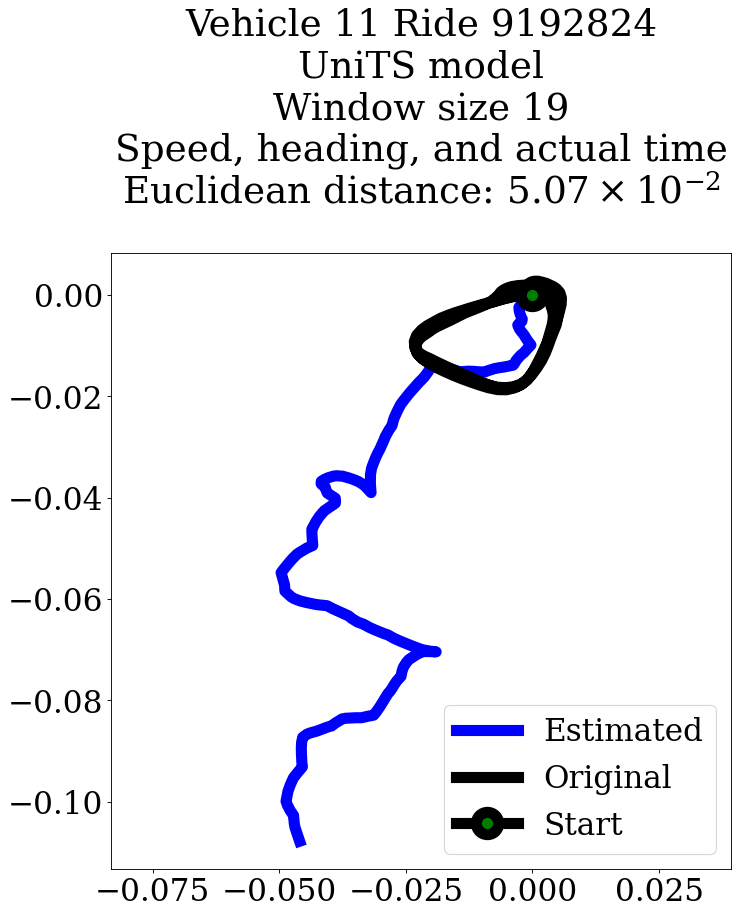 Vehicle 11 Ride 9192824
UniTS model
Window size 19
Speed, heading, and actual time
Euclidean distance: 5.07 × 10⁻²
0.00
−0.02
−0.04
−0.06
−0.08
−0.10
Estimated
Original
Start
−0.075 −0.050 −0.025 0.000 0.025